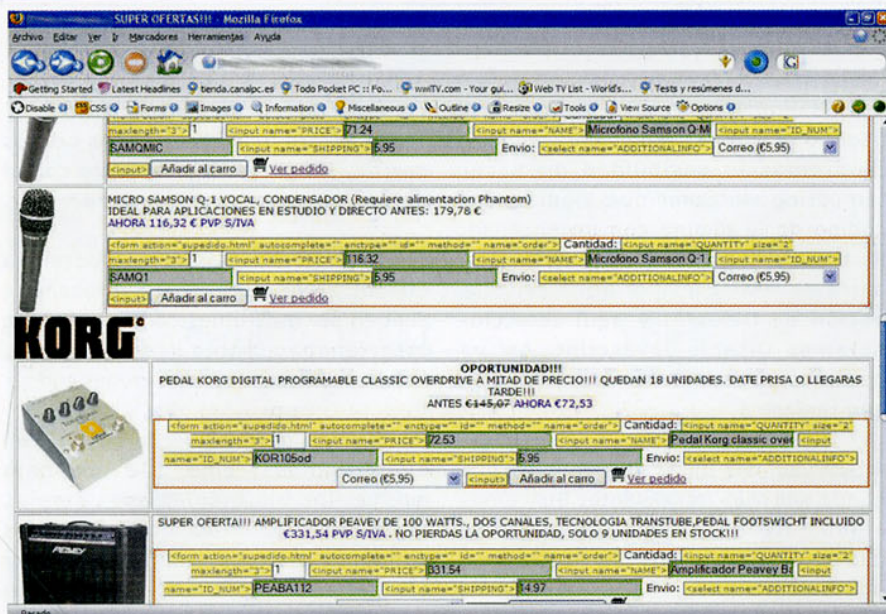 SUPER OFERTAS!!! - Mozilla Firefox
Archivo Editar Ver Ir Marcadores Herramientas Ayuda
Getting Started Latest Headlines tienda.canalpc.es Todo Pocket PC :: Fo... wwiTV.com - Your gui... Web TV List - World's... Tests y resúmenes d...
Disable CSS Forms Images Information Miscellaneous Outline Resize Tools View Source Options
maxlength="3"> 1 <input name="PRICE"> 71.24 <input name="NAME"> Microfono Samson Q-M <input name="ID_NUM">
SAMQMIC <input name="SHIPPING"> 5.95 Envio: <select name="ADDITIONALINFO"> Correo (€5,95)
<input> Añadir al carro Ver pedido
MICRO SAMSON Q-1 VOCAL, CONDENSADOR (Requiere alimentacion Phantom)
IDEAL PARA APLICACIONES EN ESTUDIO Y DIRECTO ANTES: 179,78 €
AHORA 116,32 € PVP S/IVA
<form action="supedido.html" autocomplete="" enctype="" id="" method="" name="order"> Cantidad: <input name="QUANTITY" size="2"
maxlength="3"> 1 <input name="PRICE"> 116.32 <input name="NAME"> Microfono Samson Q-1 <input name="ID_NUM">
SAMQ1 <input name="SHIPPING"> 5.95 Envio: <select name="ADDITIONALINFO"> Correo (€5,95)
<input> Añadir al carro Ver pedido
KORG
OPORTUNIDAD!!!
PEDAL KORG DIGITAL PROGRAMABLE CLASSIC OVERDRIVE A MITAD DE PRECIO!!! QUEDAN 18 UNIDADES. DATE PRISA O LLEGARAS
TARDE!!!
ANTES €145,07 AHORA €72,53
<form action="supedido.html" autocomplete="" enctype="" id="" method="" name="order"> Cantidad: <input name="QUANTITY" size="2"
maxlength="3"> 1 <input name="PRICE"> 72.53 <input name="NAME"> Pedal Korg classic over <input
name="ID_NUM"> KOR105od <input name="SHIPPING"> 5.95 Envio: <select name="ADDITIONALINFO">
Correo (€5,95) <input> Añadir al carro Ver pedido
SUPER OFERTA!!! AMPLIFICADOR PEAVEY DE 100 WATTS., DOS CANALES, TECNOLOGIA TRANSTUBE,PEDAL FOOTSWICHT INCLUIDO
€331,54 PVP S/IVA . NO PIERDAS LA OPORTUNIDAD, SOLO 9 UNIDADES EN STOCK!!!
<form action="supedido.html" autocomplete="" enctype="" id="" method="" name="order"> Cantidad: <input name="QUANTITY" size="2"
maxlength="3"> 1 <input name="PRICE"> 331.54 <input name="NAME"> Amplificador Peavey Ba <input
name="ID_NUM"> PEABA112 <input name="SHIPPING"> 14.97 Envio: <select name="ADDITIONALINFO">